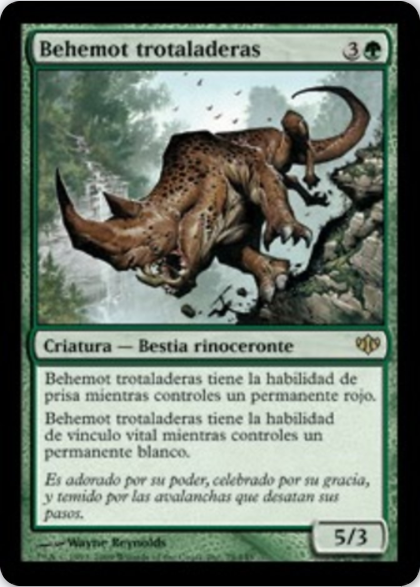 Behemot trotaladeras 3
Criatura — Bestia rinoceronte
Behemot trotaladeras tiene la habilidad de
prisa mientras controles un permanente rojo.
Behemot trotaladeras tiene la habilidad
de vínculo vital mientras controles un
permanente blanco.
Es adorado por su poder, celebrado por su gracia,
y temido por las avalanchas que desatan sus
pasos.
5/3
Wayne Reynolds